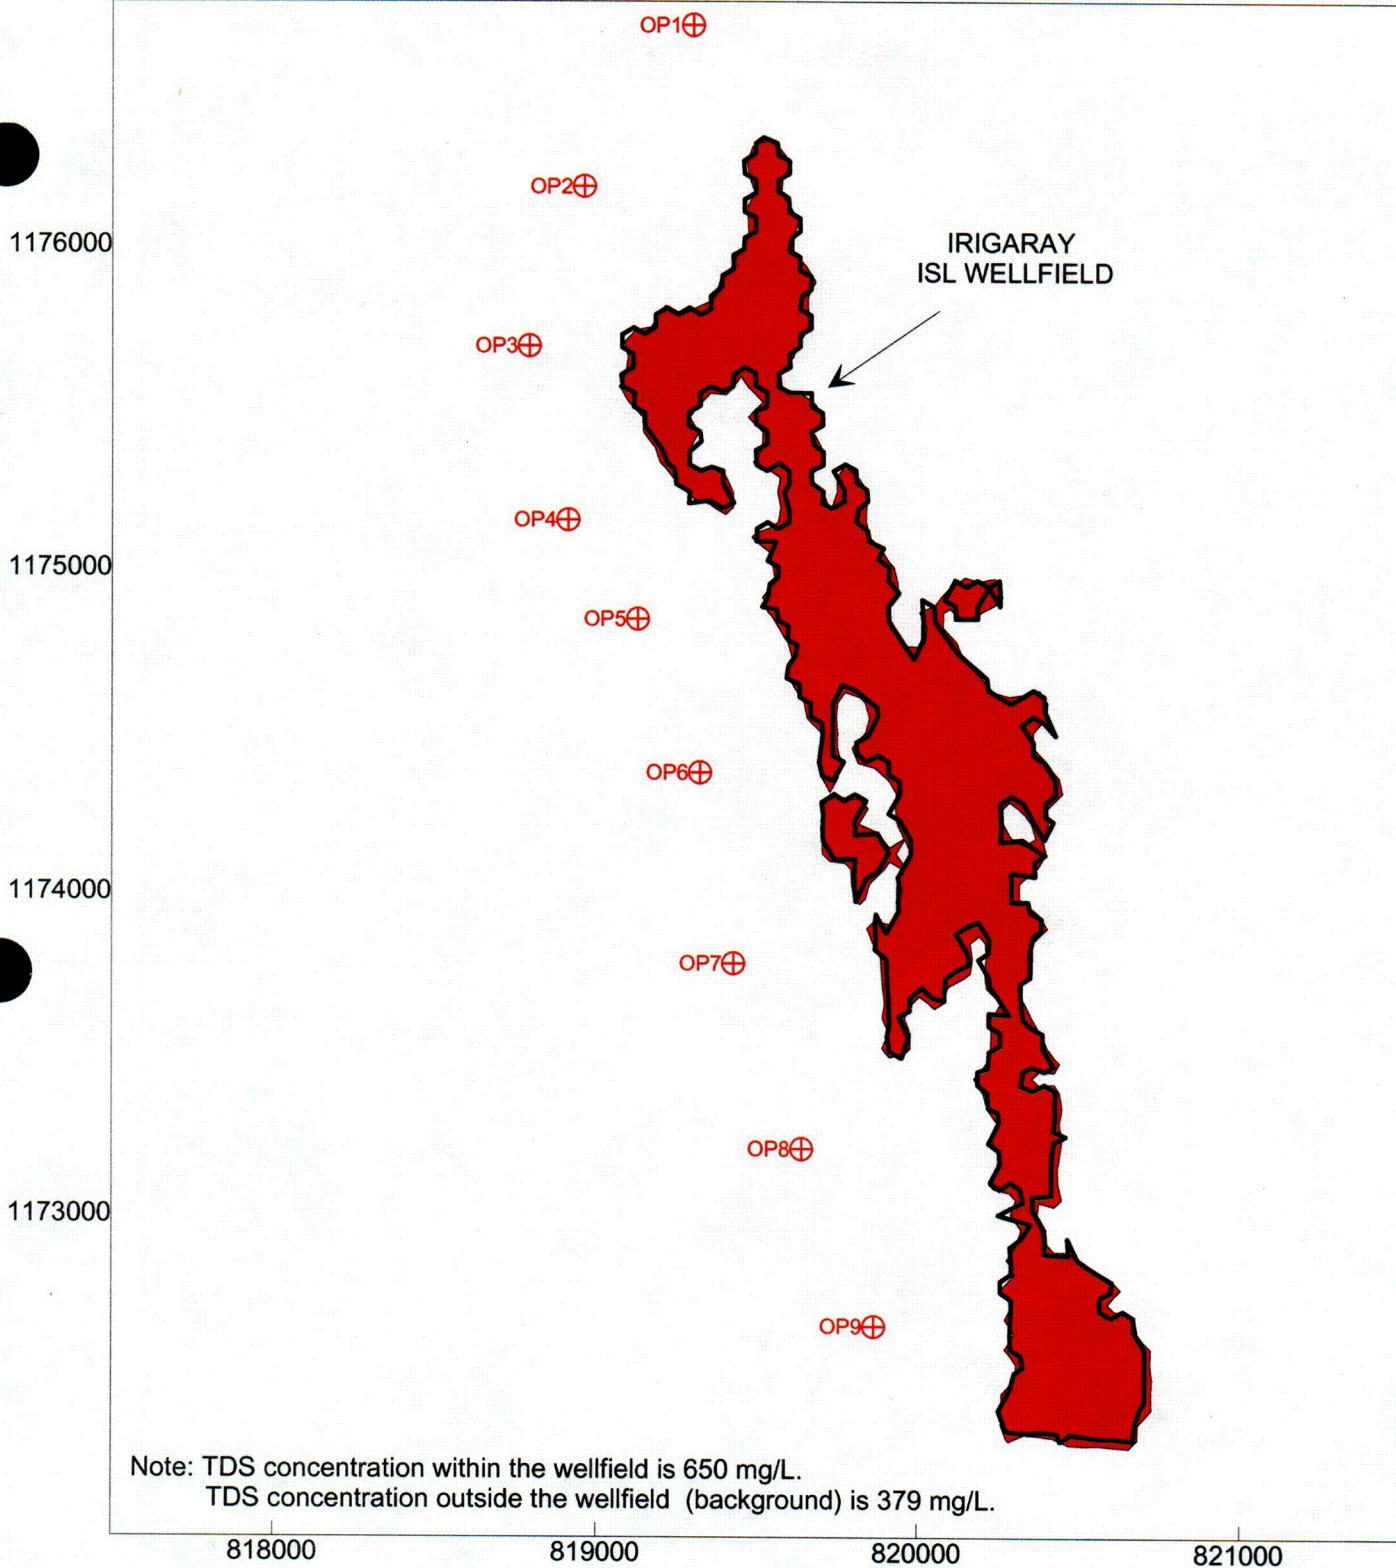 OP1
OP2
1176000
IRIGARAY
ISL WELLFIELD
OP3
OP4
1175000
OP5
OP6
1174000
OP7
OP8
1173000
OP9
Note: TDS concentration within the wellfield is 650 mg/L.
TDS concentration outside the wellfield (background) is 379 mg/L.
818000
819000
820000
821000